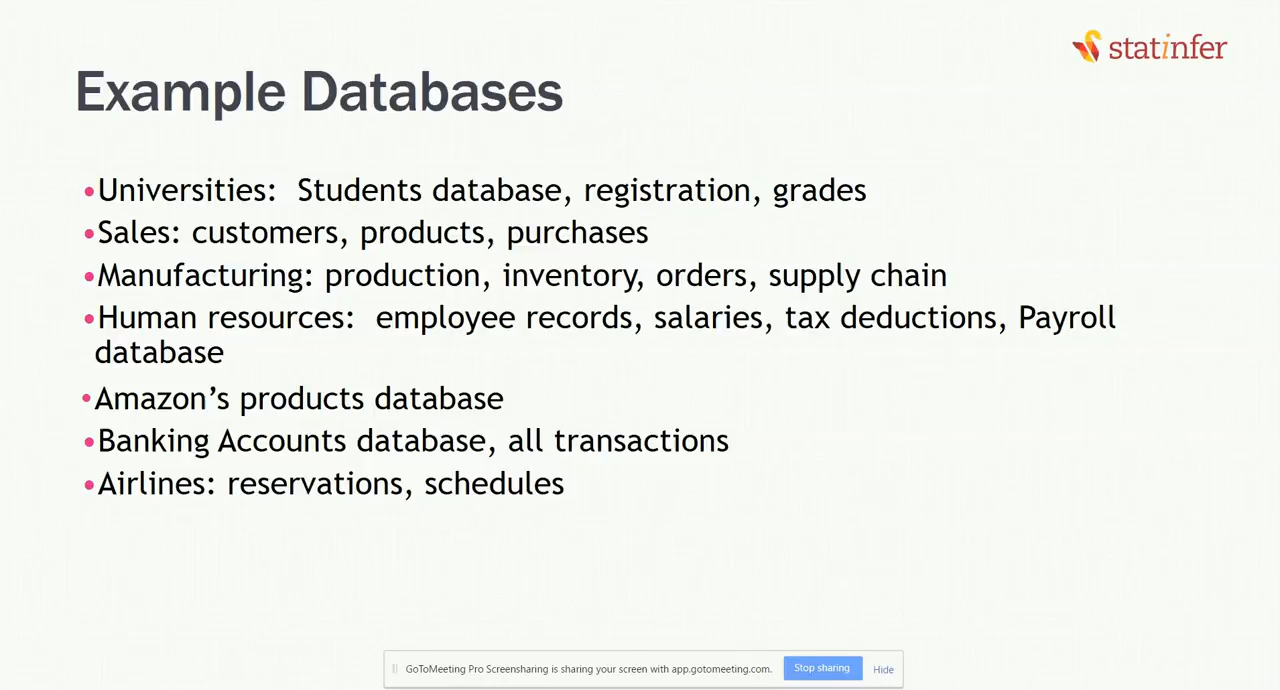 statinfer
Example Databases
•Universities:  Students database, registration, grades
•Sales: customers, products, purchases
•Manufacturing: production, inventory, orders, supply chain
•Human resources:  employee records, salaries, tax deductions, Payroll
database
•Amazon’s products database
•Banking Accounts database, all transactions
•Airlines: reservations, schedules
GoToMeeting Pro Screensharing is sharing your screen with app.gotomeeting.com. Stop sharing Hide